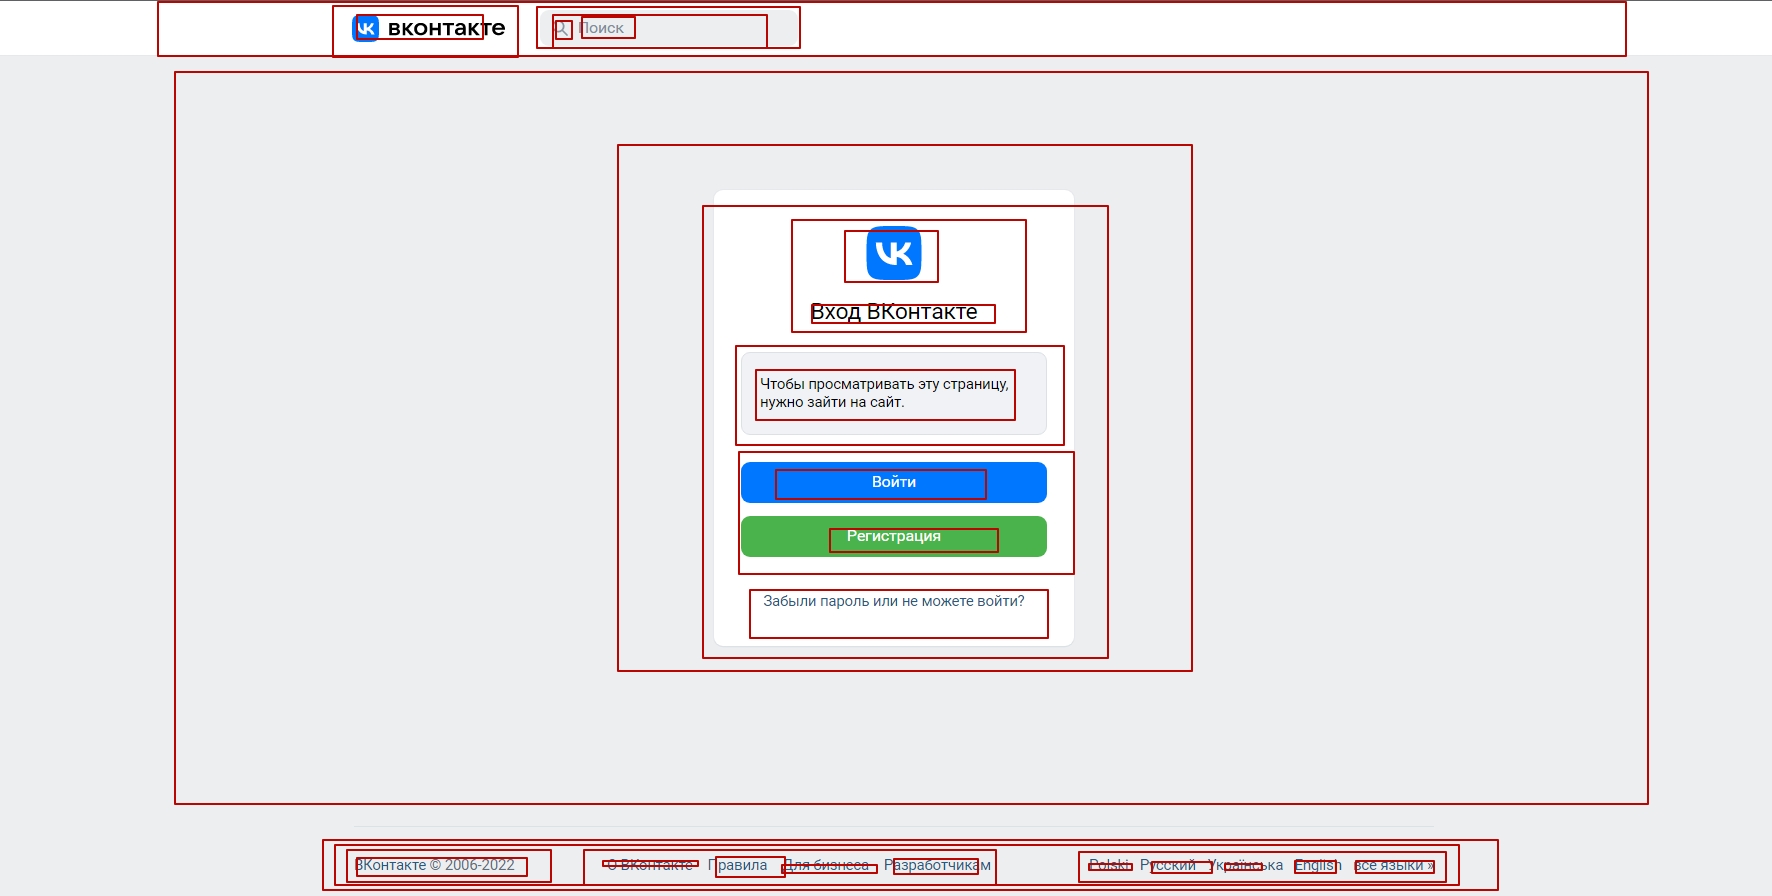 вконтакте
Поиск
Вход ВКонтакте
Чтобы просматривать эту страницу,
нужно зайти на сайт.
Войти
Регистрация
Забыли пароль или не можете войти?
ВКонтакте © 2006-2022 О ВКонтакте Правила Для бизнеса Разработчикам Polski Русский Українська English все языки »